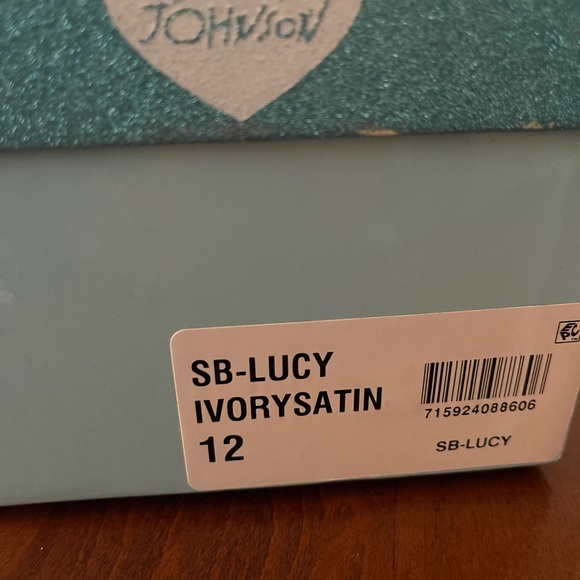 JOHNSON
SB-LUCY
IVORYSATIN
12
715924088606
SB-LUCY